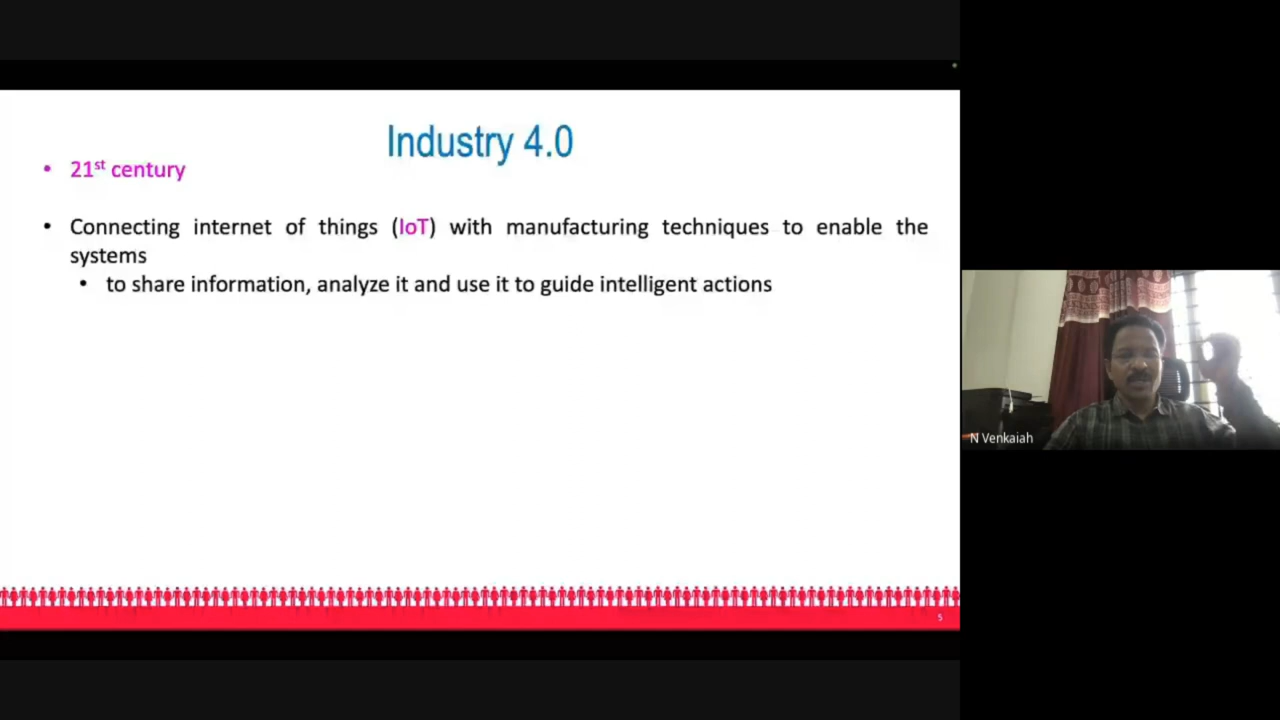 Industry 4.0
• 21st century
• Connecting internet of things (IoT) with manufacturing techniques to enable the
systems
• to share information, analyze it and use it to guide intelligent actions
N Venkaiah
5